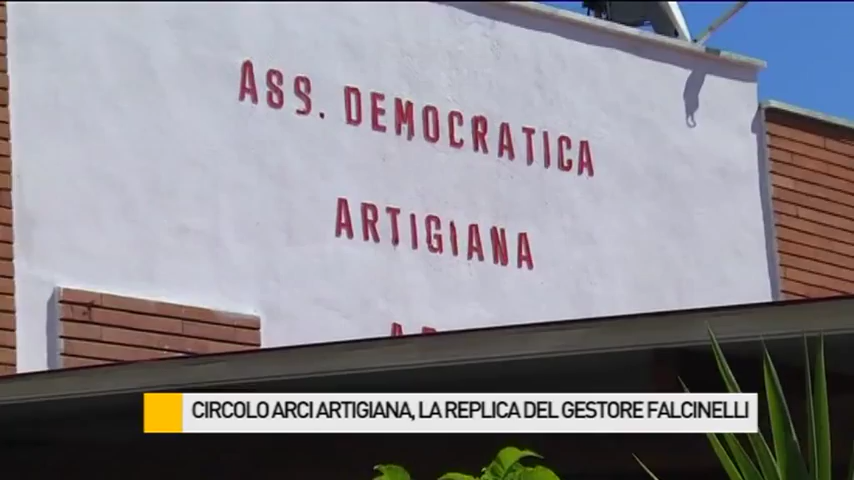 ASS. DEMOCRATICA
ARTIGIANA
CIRCOLO ARCI ARTIGIANA, LA REPLICA DEL GESTORE FALCINELLI